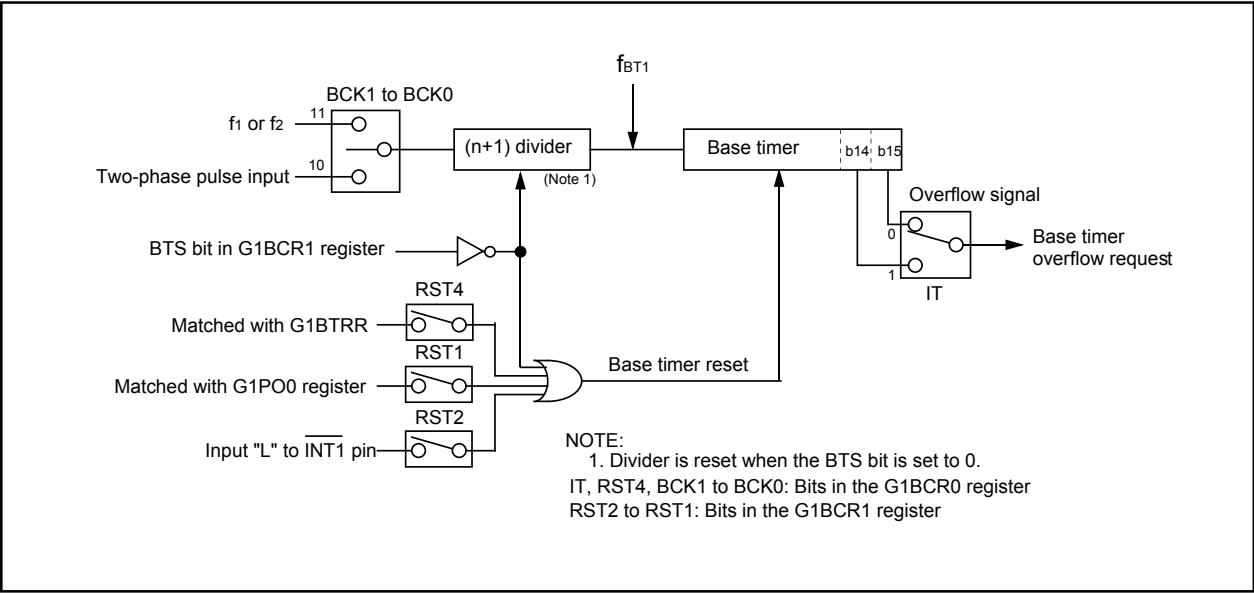 fBT1
BCK1 to BCK0
11
f1 or f2
(n+1) divider
Base timer
b14
b15
10
Two-phase pulse input
(Note 1)
Overflow signal
0
Base timer
overflow request
BTS bit in G1BCR1 register
1
IT
RST4
Matched with G1BTRR
RST1
Base timer reset
Matched with G1PO0 register
RST2
Input "L" to INT1 pin
NOTE:
1. Divider is reset when the BTS bit is set to 0.
IT, RST4, BCK1 to BCK0: Bits in the G1BCR0 register
RST2 to RST1: Bits in the G1BCR1 register